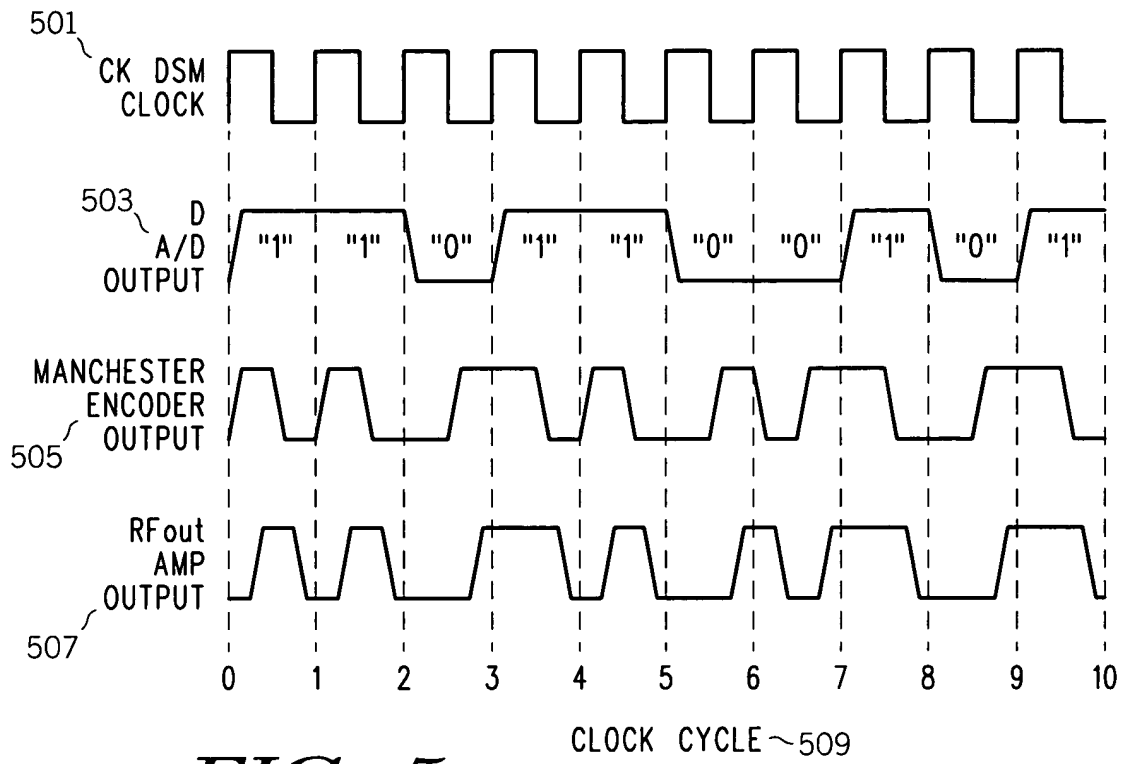 501
CK DSM
CLOCK
503
D
A/D
OUTPUT
"1" "1" "0" "1" "1" "0" "0" "1" "0" "1"
MANCHESTER
ENCODER
OUTPUT
505
RFout
AMP
OUTPUT
507
0 1 2 3 4 5 6 7 8 9 10
CLOCK CYCLE 509